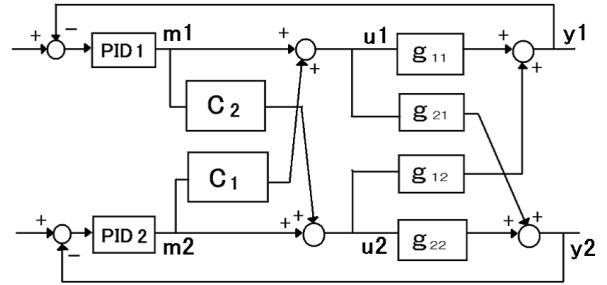 + − PID 1 m1 + + u1 g11 + + y1
C2 g21
C1 g12
+ − PID 2 m2 + + u2 g22 + + y2